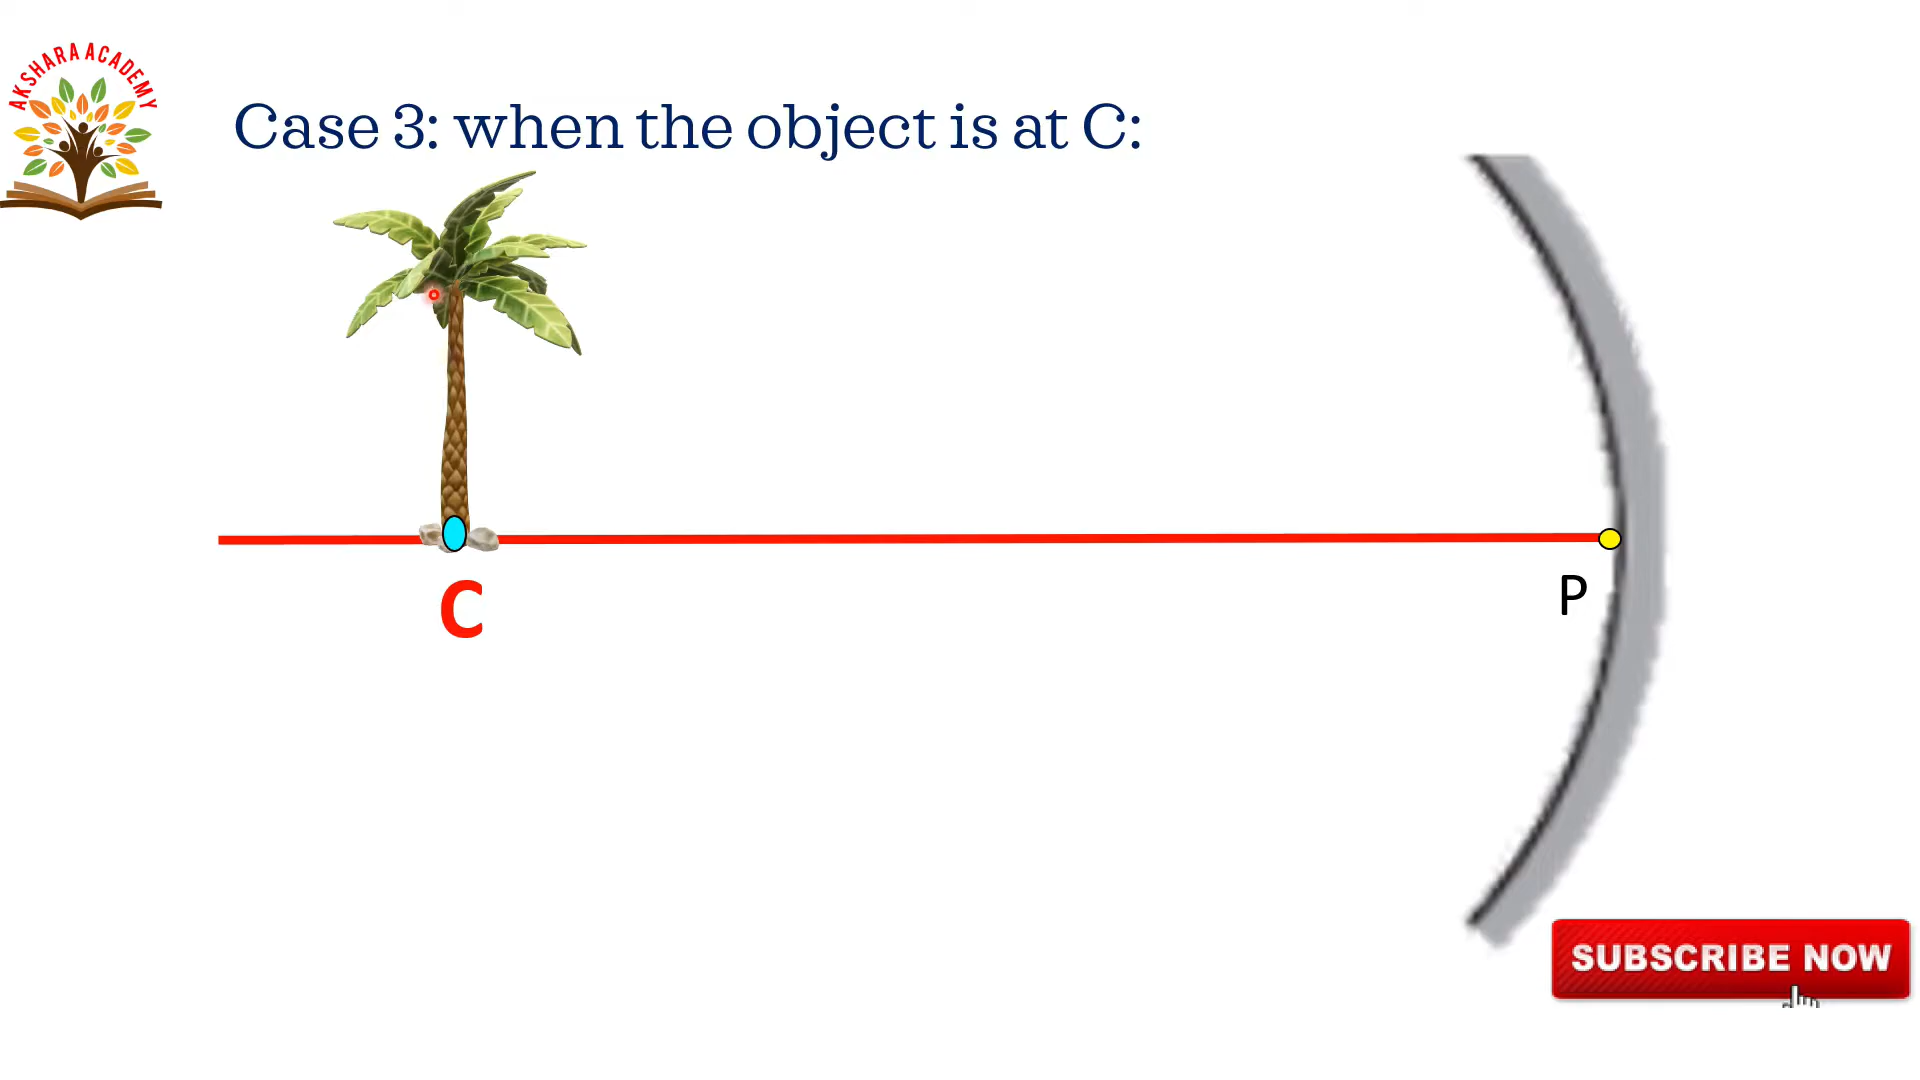 AKSHARA ACADEMY
Case 3: when the object is at C:
C
P
SUBSCRIBE NOW